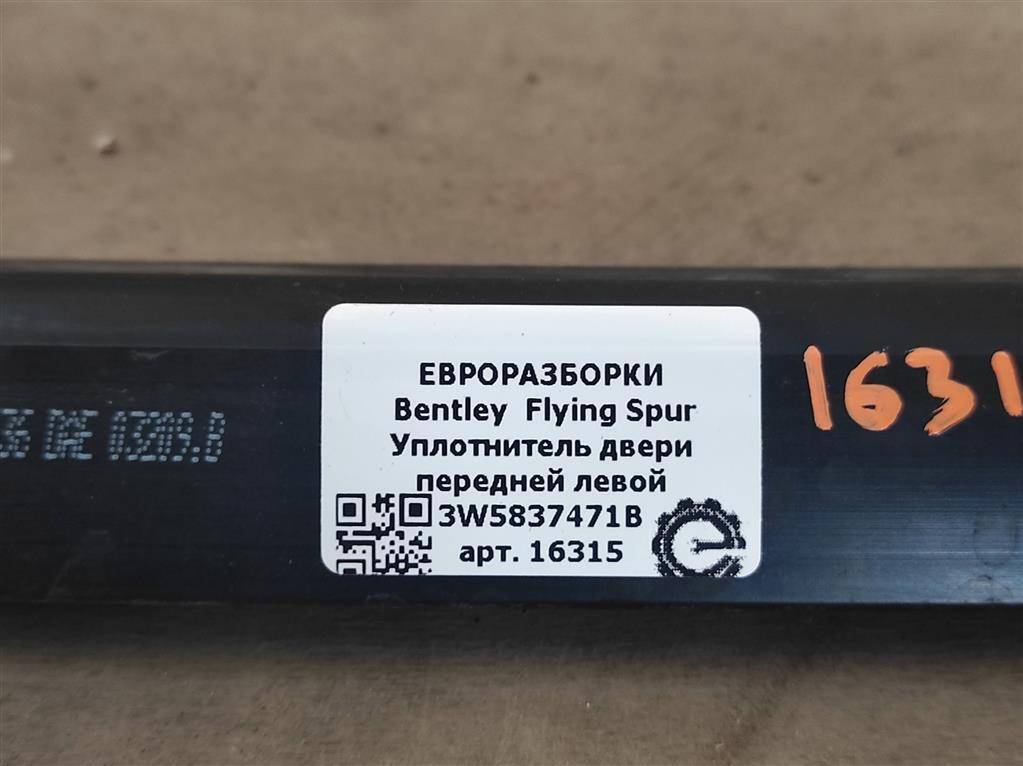 ЕВРОРАЗБОРКИ
Bentley Flying Spur
Уплотнитель двери
передней левой
3W5837471B
арт. 16315
1631